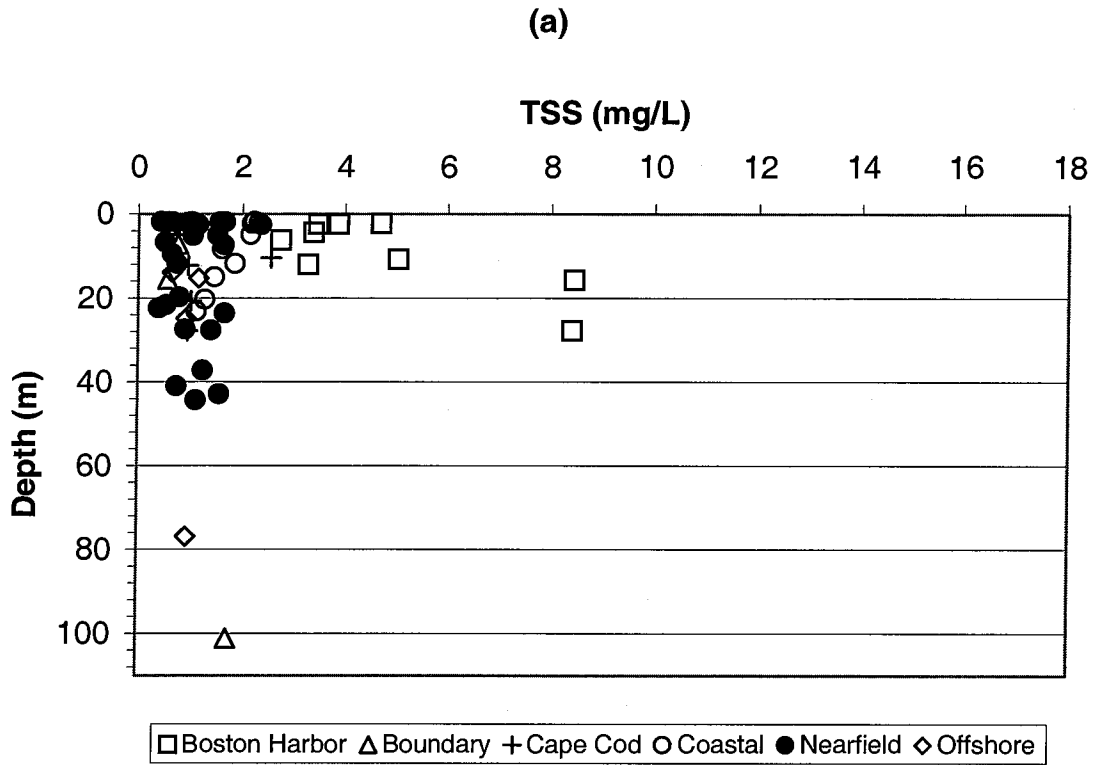 (a)
TSS (mg/L)
0 2 4 6 8 10 12 14 16 18
0
20
40
60
80
100
Depth (m)
Boston Harbor Boundary Cape Cod Coastal Nearfield Offshore